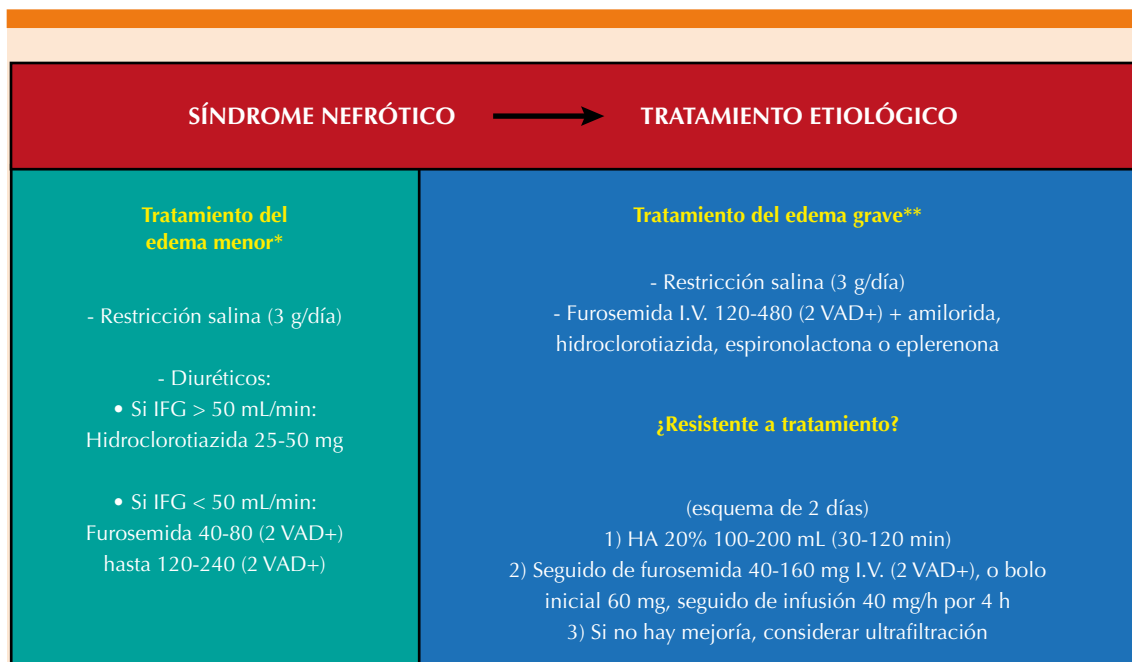 SÍNDROME NEFRÓTICO
TRATAMIENTO ETIOLÓGICO
Tratamiento del
edema menor*
- Restricción salina (3 g/día)
- Diuréticos:
• Si IFG > 50 mL/min:
Hidroclorotiazida 25-50 mg
• Si IFG < 50 mL/min:
Furosemida 40-80 (2 VAD+)
hasta 120-240 (2 VAD+)
Tratamiento del edema grave**
- Restricción salina (3 g/día)
- Furosemida I.V. 120-480 (2 VAD+) + amilorida,
hidroclorotiazida, espironolactona o eplerenona
¿Resistente a tratamiento?
(esquema de 2 días)
1) HA 20% 100-200 mL (30-120 min)
2) Seguido de furosemida 40-160 mg I.V. (2 VAD+), o bolo
inicial 60 mg, seguido de infusión 40 mg/h por 4 h
3) Si no hay mejoría, considerar ultrafiltración